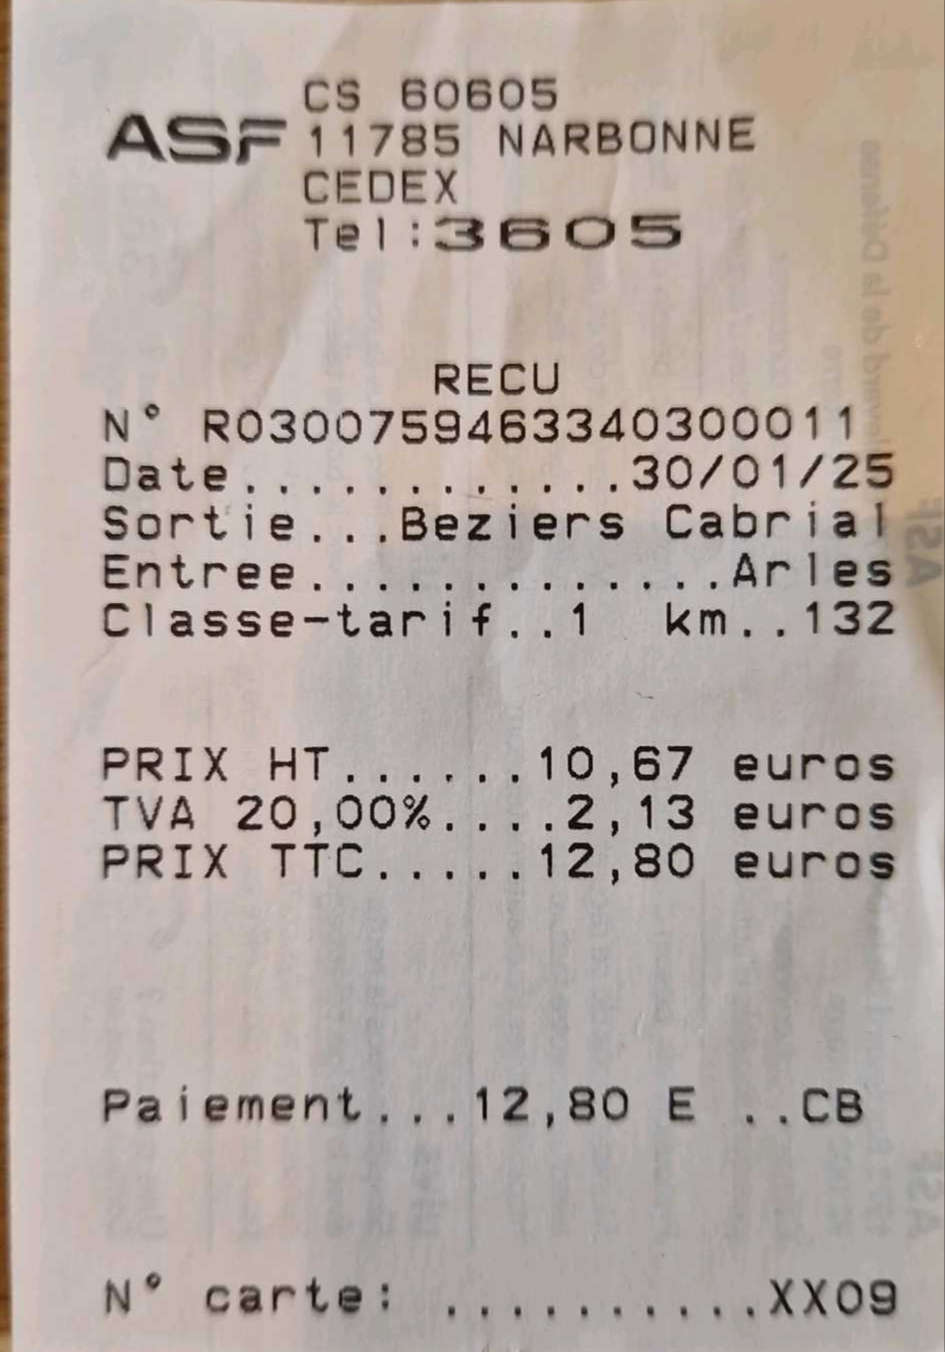 CS 60605
ASF 11785 NARBONNE
CEDEX
Tel:3605
RECU
N° R0300759463340300011
Date.............30/01/25
Sortie...Beziers Cabrial
Entree.............Arles
Classe-tarif..1 km..132
PRIX HT......10,67 euros
TVA 20,00%....2,13 euros
PRIX TTC.....12,80 euros
Paiement...12,80 E ..CB
N° carte: ..........XX09